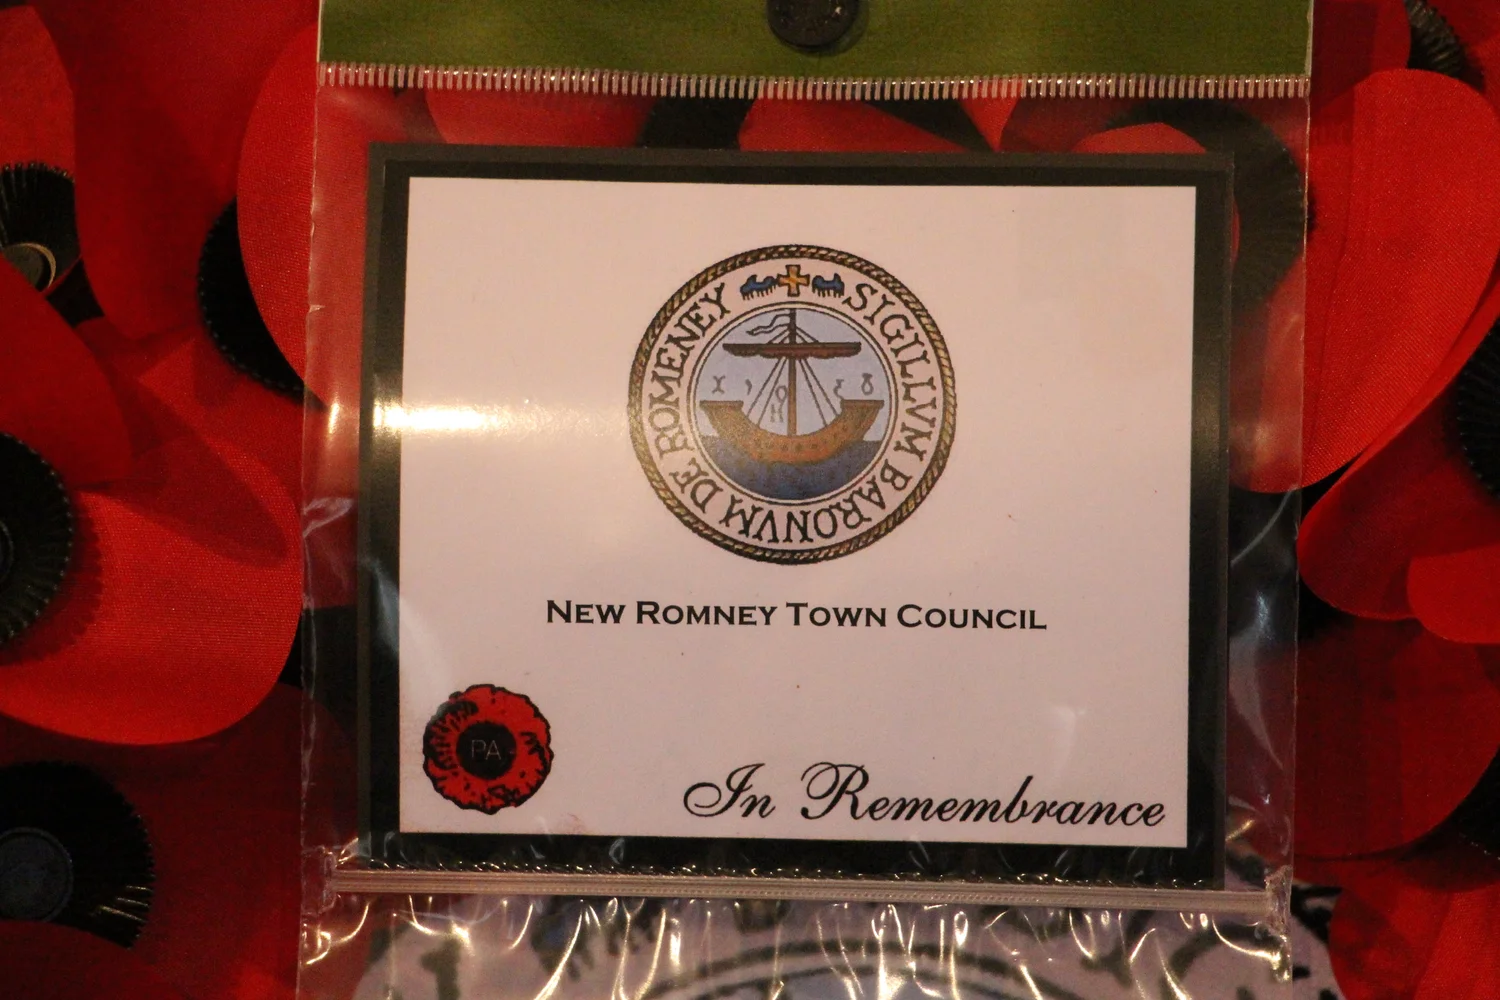 SIGILLVM BARONVM DE ROMENEY
NEW ROMNEY TOWN COUNCIL
PA
In Remembrance